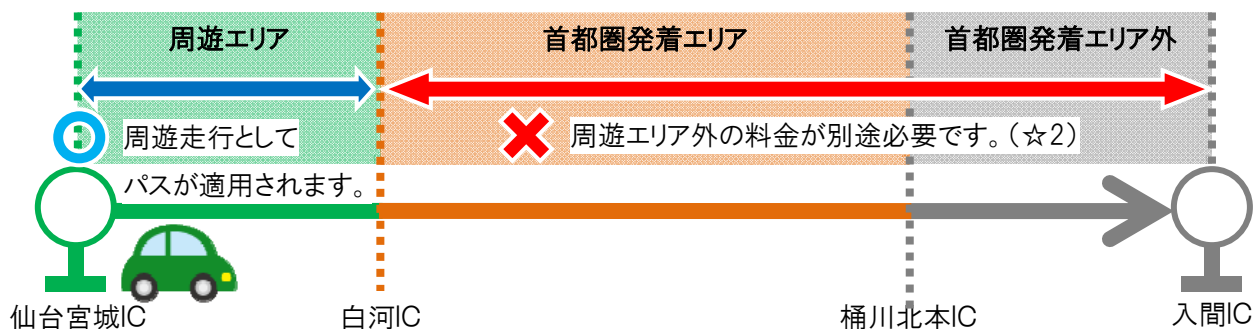 周遊エリア
首都圏発着エリア
首都圏発着エリア外
周遊走行として
パスが適用されます。
周遊エリア外の料金が別途必要です。(☆2)
仙台宮城IC
白河IC
桶川北本IC
入間IC